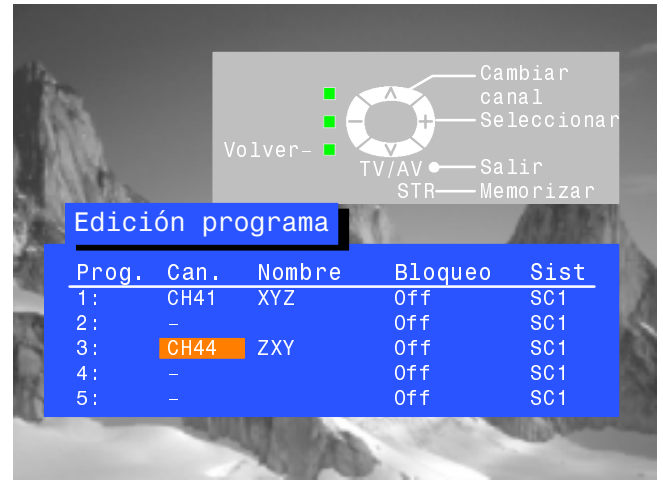 Cambiar
canal
Seleccionar
Volver-
TV/AV Salir
STR Memorizar
Edición programa
Prog. Can. Nombre Bloqueo Sist
1: CH41 XYZ Off SC1
2: - Off SC1
3: CH44 ZXY Off SC1
4: - Off SC1
5: - Off SC1